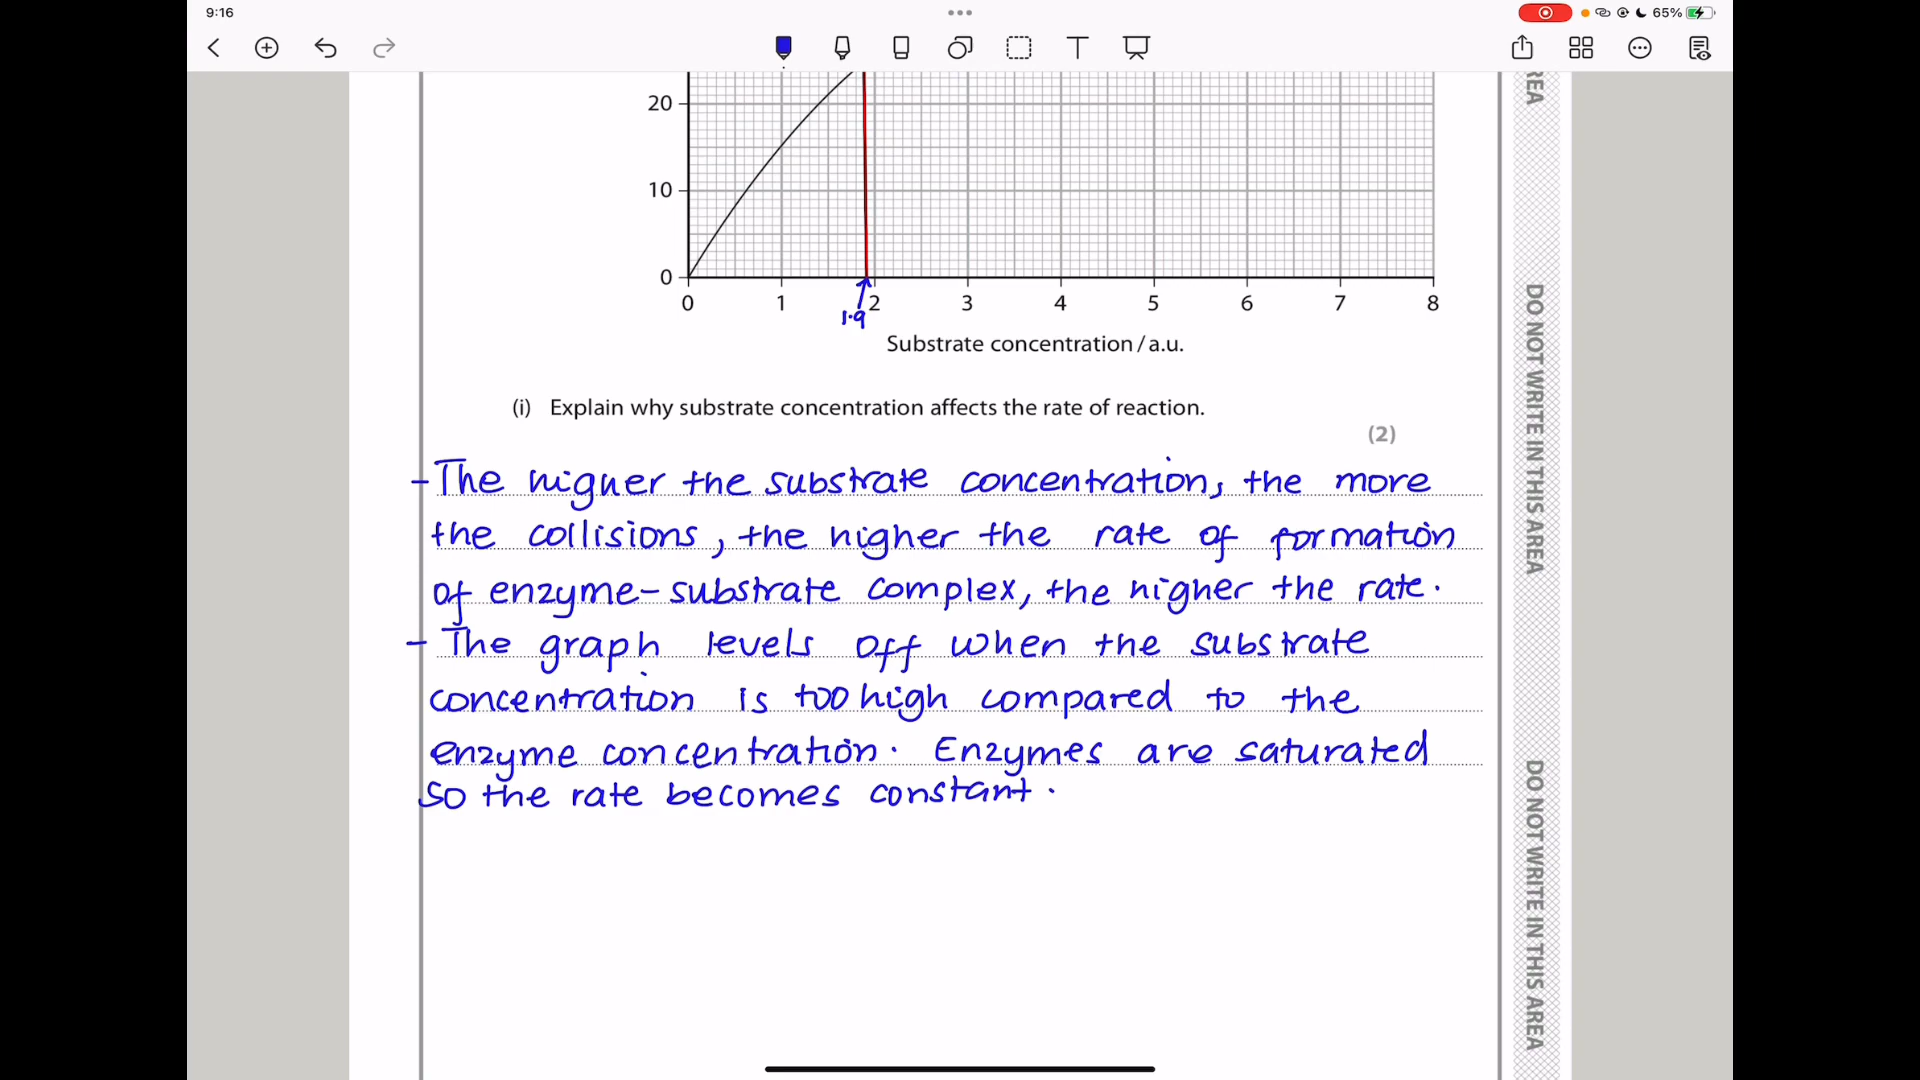 9:16
65%
20
10
0
0 1 2 3 4 5 6 7 8
1.9
Substrate concentration / a.u.
(i) Explain why substrate concentration affects the rate of reaction.
(2)
- The higher the substrate concentration, the more
the collisions, the higher the rate of formation
of enzyme-substrate complex, the higher the rate.
- The graph levels off when the substrate
concentration is too high compared to the
enzyme concentration. Enzymes are saturated
so the rate becomes constant.
REA
DO NOT WRITE IN THIS AREA
DO NOT WRITE IN THIS AREA